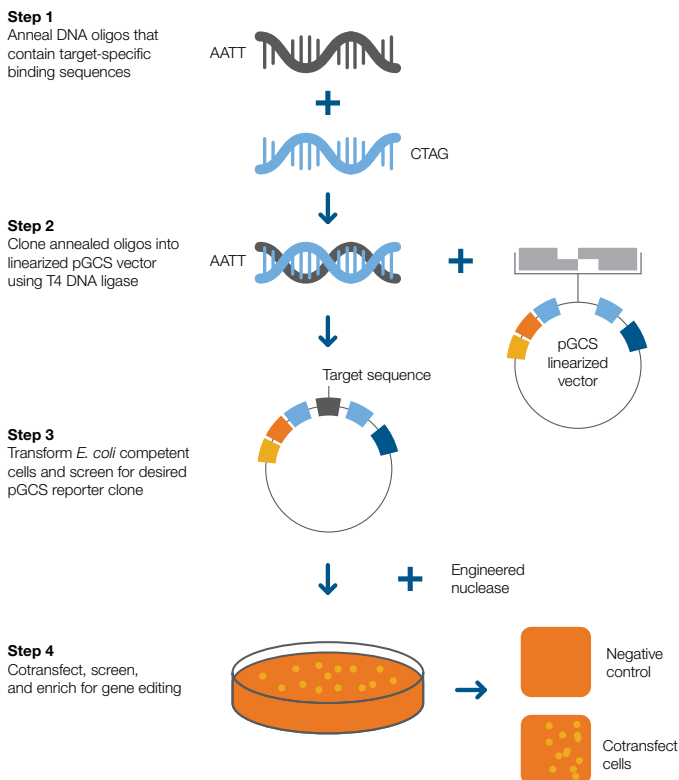 Step 1
Anneal DNA oligos that
contain target-specific
binding sequences
AATT
CTAG
Step 2
Clone annealed oligos into
linearized pGCS vector
using T4 DNA ligase
AATT
pGCS
linearized
vector
Target sequence
Step 3
Transform E. coli competent
cells and screen for desired
pGCS reporter clone
Engineered
nuclease
Step 4
Cotransfect, screen,
and enrich for gene editing
Negative
control
Cotransfect
cells